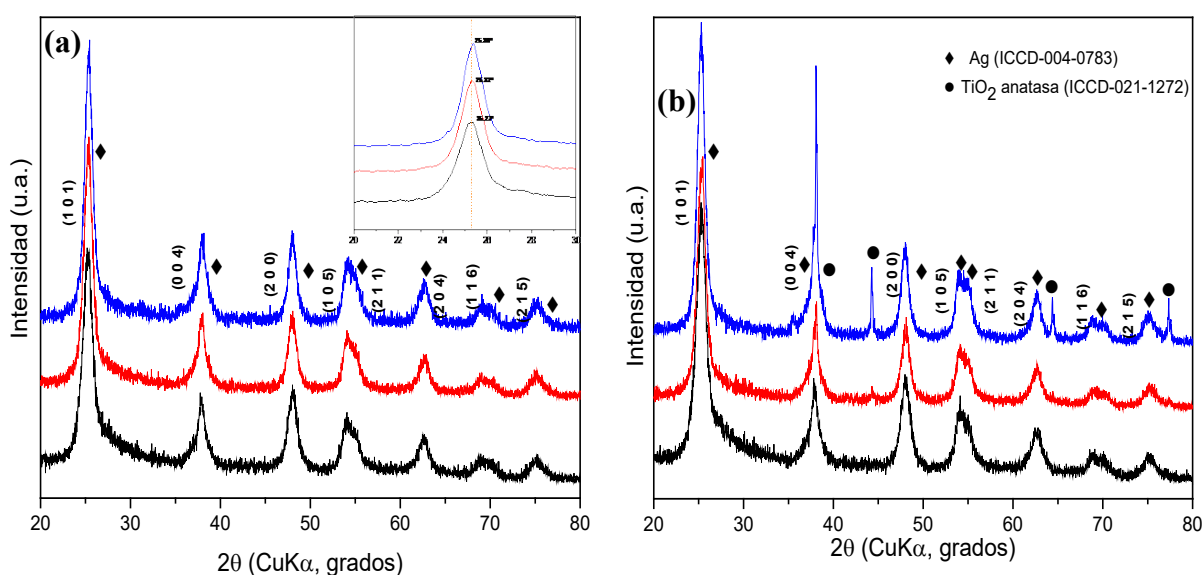 (a)
Intensidad (u.a.)
(1 0 1)
(0 0 4)
(2 0 0)
(1 0 5)
(2 1 1)
(2 0 4)
(1 1 6)
(2 1 5)
20 22 24 26 28 30
20 30 40 50 60 70 80
2θ (CuKα, grados)
(b)
◆ Ag (ICCD-004-0783)
● TiO₂ anatasa (ICCD-021-1272)
Intensidad (u.a.)
(1 0 1)
(0 0 4)
(2 0 0)
(1 0 5)
(2 1 1)
(2 0 4)
(1 1 6)
(2 1 5)
20 30 40 50 60 70 80
2θ (CuKα, grados)